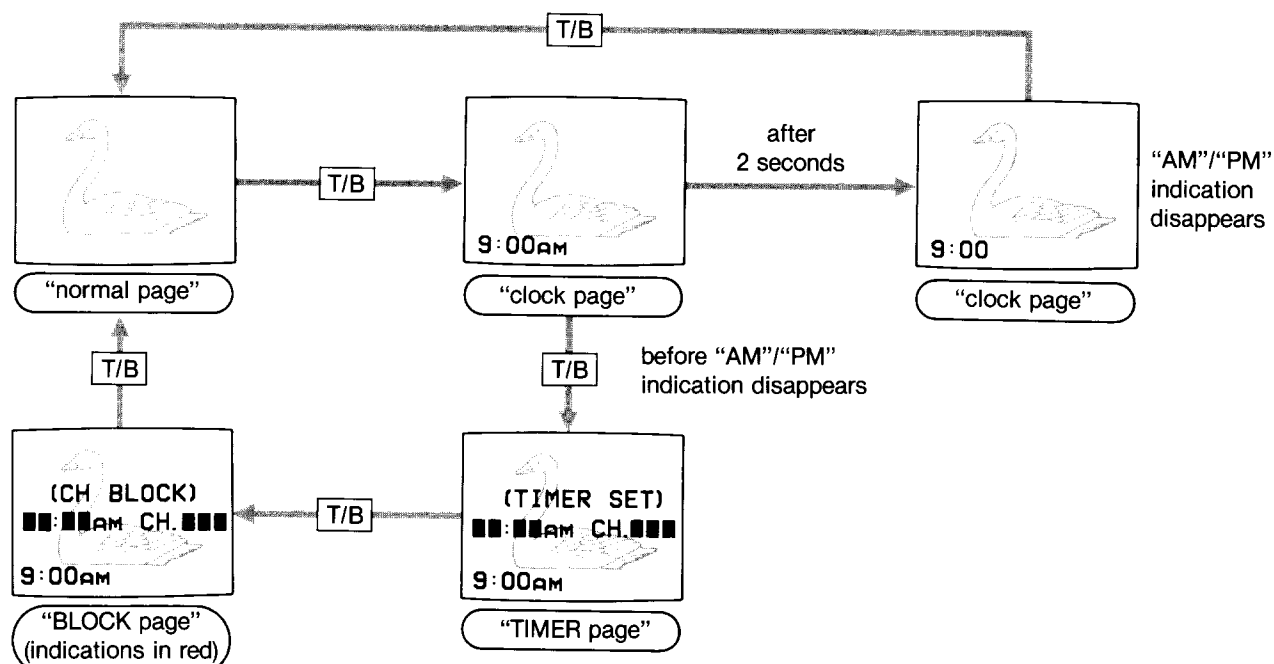 T/B
T/B
after
2 seconds
"AM"/"PM"
indication
disappears
9:00AM
9:00
"normal page"
"clock page"
"clock page"
T/B
T/B
before "AM"/"PM"
indication disappears
(CH BLOCK)
██:██AM CH.███
9:00AM
T/B
(TIMER SET)
██:██AM CH.███
9:00AM
"BLOCK page"
(indications in red)
"TIMER page"